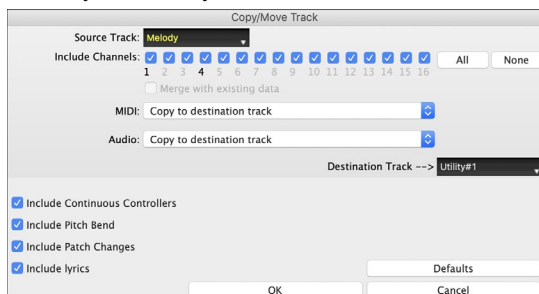 Copy/Move Track
Source Track: Melody
Include Channels: All None
1 2 3 4 5 6 7 8 9 10 11 12 13 14 15 16
Merge with existing data
MIDI: Copy to destination track
Audio: Copy to destination track
Destination Track --> Utility#1
Include Continuous Controllers
Include Pitch Bend
Include Patch Changes
Include lyrics Defaults
OK Cancel